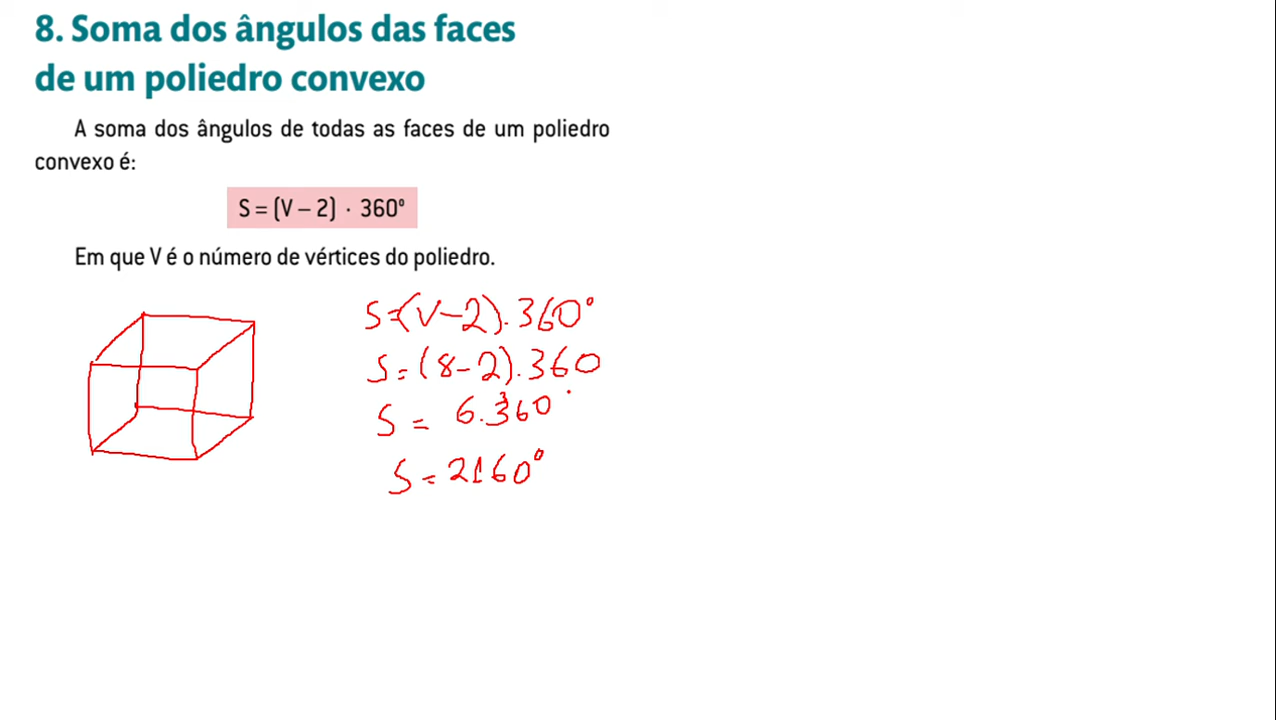 8. Soma dos ângulos das faces
de um poliedro convexo
A soma dos ângulos de todas as faces de um poliedro
convexo é:
S = (V – 2) · 360º
Em que V é o número de vértices do poliedro.
S=(V-2).360°
S=(8-2).360
S = 6.360
S=2160°